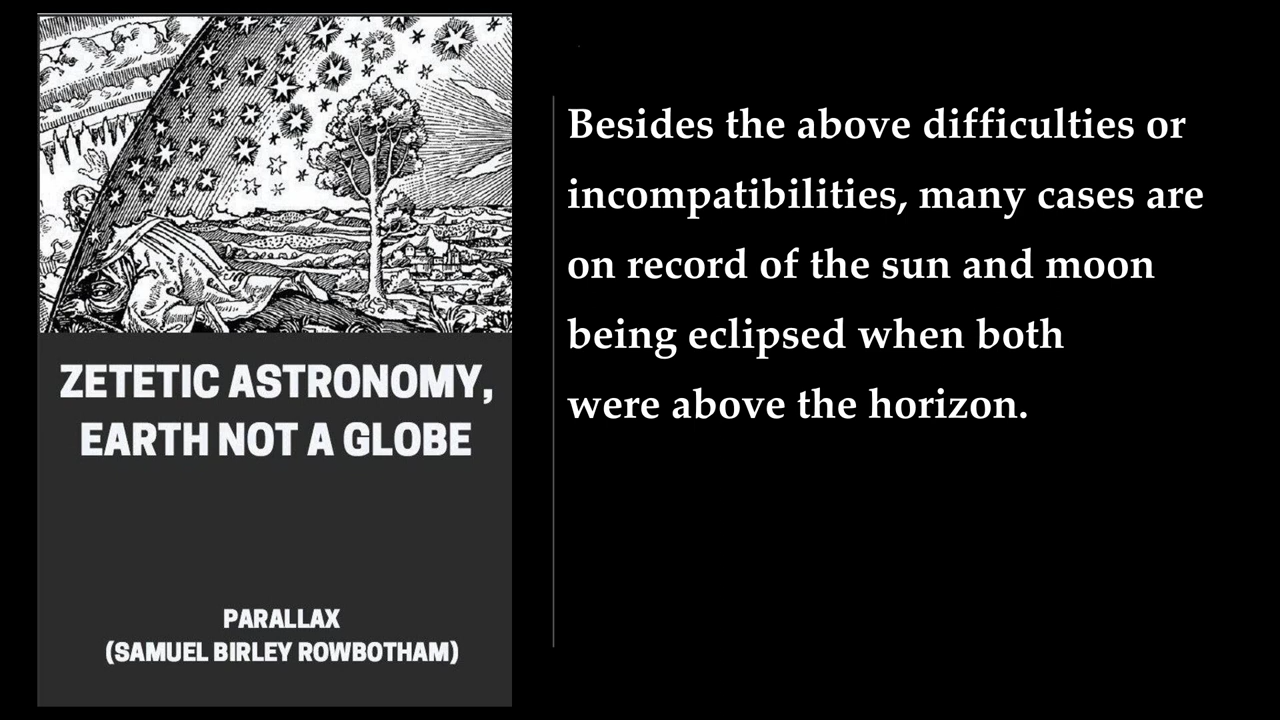 ZETETIC ASTRONOMY,
EARTH NOT A GLOBE
PARALLAX
(SAMUEL BIRLEY ROWBOTHAM)
Besides the above difficulties or
incompatibilities, many cases are
on record of the sun and moon
being eclipsed when both
were above the horizon.